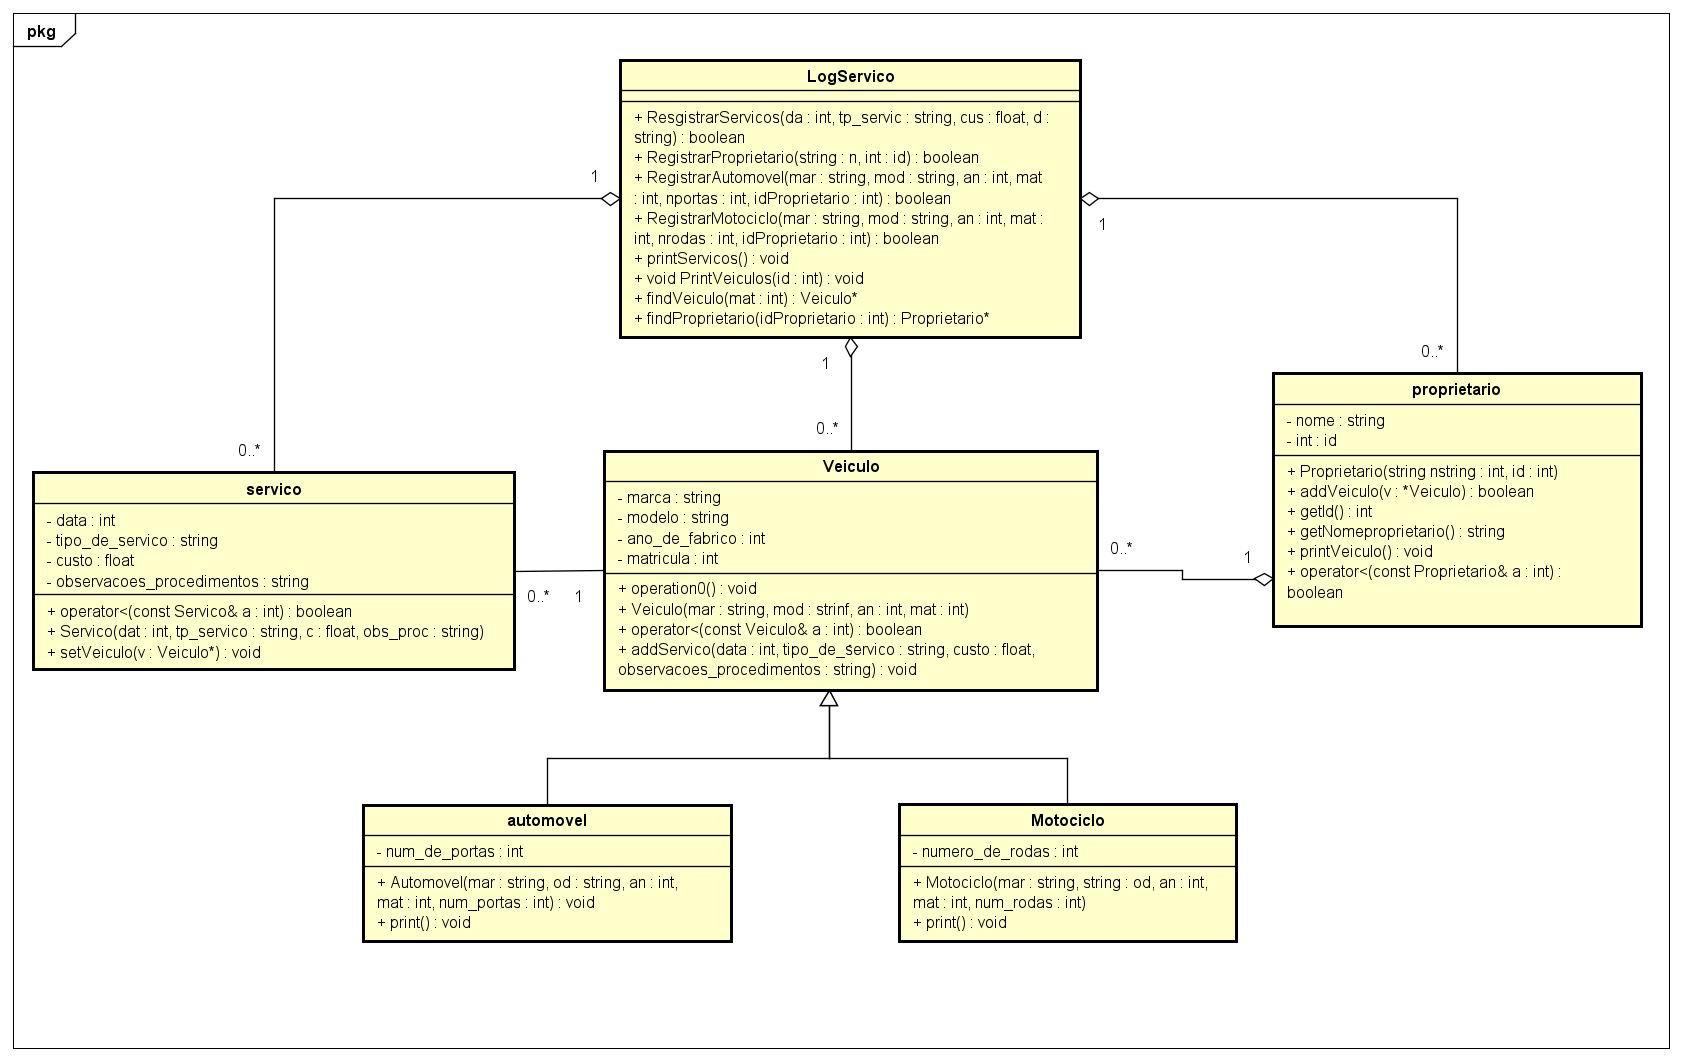 pkg
LogServico
+ ResgistrarServicos(da : int, tp_servic : string, cus : float, d :
string) : boolean
+ RegistrarProprietario(string : n, int : id) : boolean
+ RegistrarAutomovel(mar : string, mod : string, an : int, mat
: int, nportas : int, idProprietario : int) : boolean
+ RegistrarMotociclo(mar : string, mod : string, an : int, mat :
int, nrodas : int, idProprietario : int) : boolean
+ printServicos() : void
+ void PrintVeiculos(id : int) : void
+ findVeiculo(mat : int) : Veiculo*
+ findProprietario(idProprietario : int) : Proprietario*
1
1
1
0..*
0..*
0..*
servico
- data : int
- tipo_de_servico : string
- custo : float
- observacoes_procedimentos : string
+ operator<(const Servico& a : int) : boolean
+ Servico(dat : int, tp_servico : string, c : float, obs_proc : string)
+ setVeiculo(v : Veiculo*) : void
0..*
1
Veiculo
- marca : string
- modelo : string
- ano_de_fabrico : int
- matricula : int
+ operation0() : void
+ Veiculo(mar : string, mod : strinf, an : int, mat : int)
+ operator<(const Veiculo& a : int) : boolean
+ addServico(data : int, tipo_de_servico : string, custo : float,
observacoes_procedimentos : string) : void
0..*
1
proprietario
- nome : string
- int : id
+ Proprietario(string nstring : int, id : int)
+ addVeiculo(v : *Veiculo) : boolean
+ getId() : int
+ getNomeproprietario() : string
+ printVeiculo() : void
+ operator<(const Proprietario& a : int) :
boolean
automovel
- num_de_portas : int
+ Automovel(mar : string, od : string, an : int,
mat : int, num_portas : int) : void
+ print() : void
Motociclo
- numero_de_rodas : int
+ Motociclo(mar : string, string : od, an : int,
mat : int, num_rodas : int)
+ print() : void